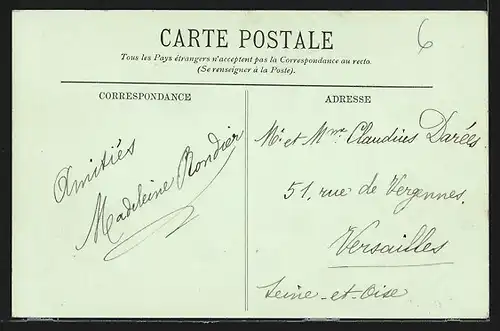 6
CARTE POSTALE
Tous les Pays étrangers n'acceptent pas la Correspondance au recto.
(Se renseigner à la Poste).
CORRESPONDANCE
Amitiés
Madeleine Rondier
ADRESSE
Mr et Mme Claudius Darées
51, rue de Vergennes.
Versailles
Seine-et-Oise